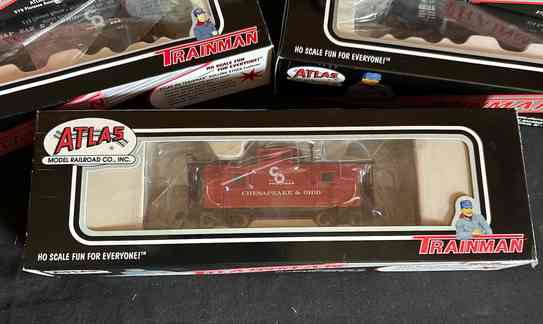 TRAINMAN
HO SCALE FUN
FOR EVERYONE!
HO SCALE FUN FOR EVERYONE!™
ATLAS
TRAINMAN
ATLAS
MODEL RAILROAD CO., INC.
C&O
CHESAPEAKE & OHIO
HO SCALE FUN FOR EVERYONE!™
TRAINMAN